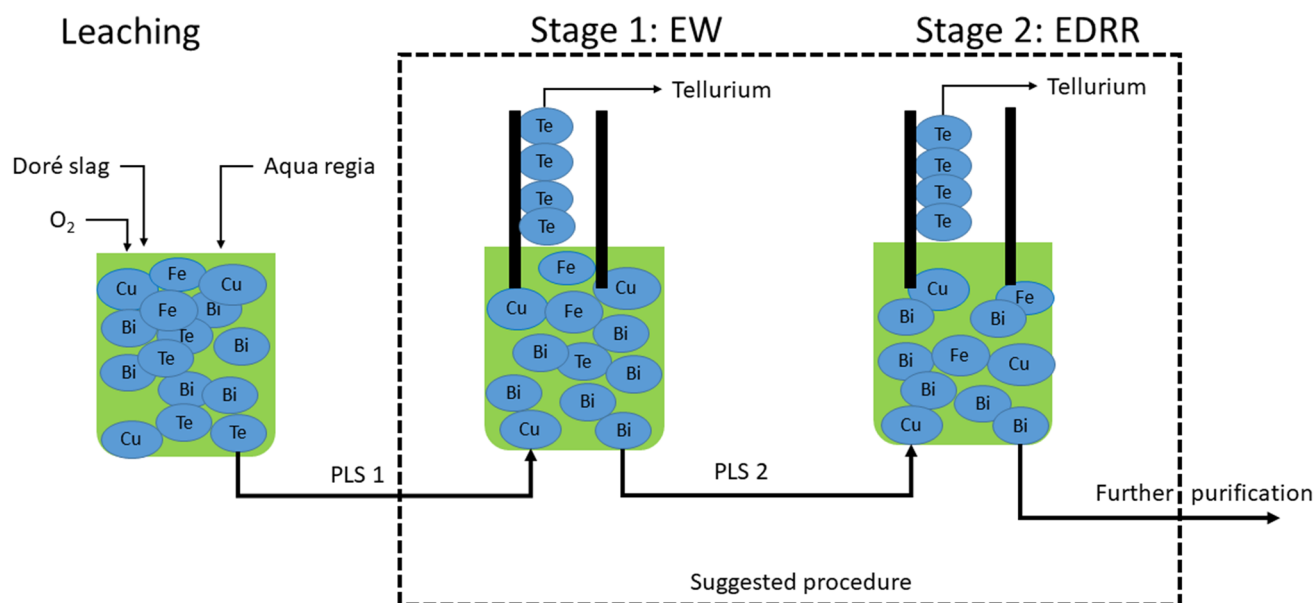 Leaching
Stage 1: EW
Stage 2: EDRR
Doré slag
Aqua regia
O2
Fe
Cu
Cu
Fe
Bi
Bi
Te
Bi
Te
Bi
Bi
Bi
Te
Te
Cu
PLS 1
Tellurium
Te
Te
Te
Te
Fe
Cu
Cu
Fe
Bi
Bi
Te
Bi
Bi
Bi
Cu
Bi
PLS 2
Tellurium
Te
Te
Te
Te
Cu
Fe
Bi
Bi
Bi
Fe
Cu
Bi
Bi
Cu
Bi
Further purification
Suggested procedure